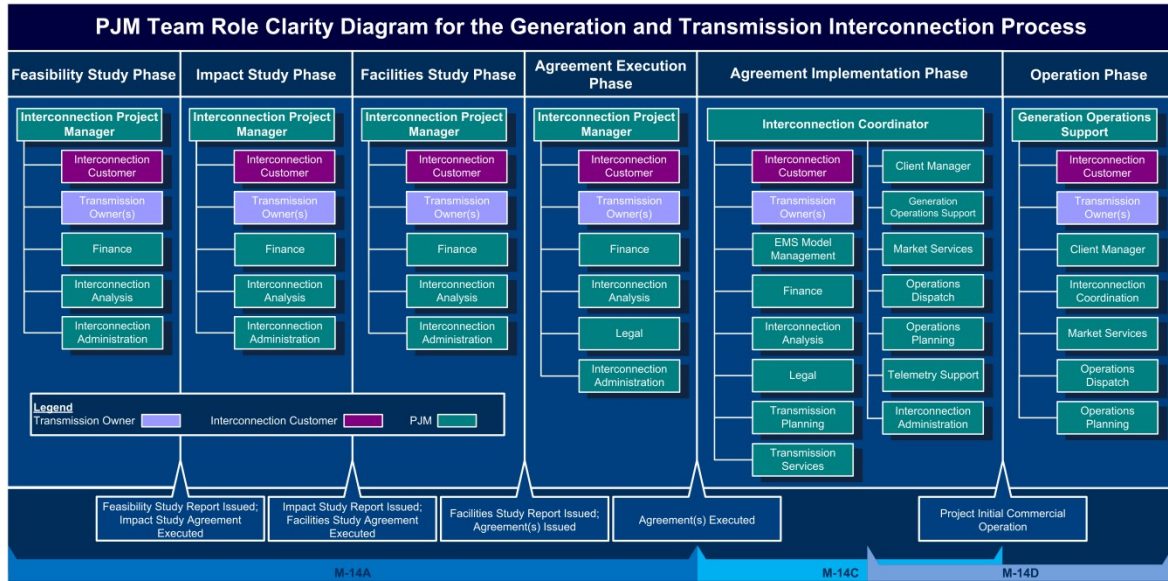 PJM Team Role Clarity Diagram for the Generation and Transmission Interconnection Process
Feasibility Study Phase
Impact Study Phase
Facilities Study Phase
Agreement Execution
Phase
Agreement Implementation Phase
Operation Phase
Interconnection Project
Manager
Interconnection
Customer
Transmission
Owner(s)
Finance
Interconnection
Analysis
Interconnection
Administration
Interconnection Project
Manager
Interconnection
Customer
Transmission
Owner(s)
Finance
Interconnection
Analysis
Interconnection
Administration
Interconnection Project
Manager
Interconnection
Customer
Transmission
Owner(s)
Finance
Interconnection
Analysis
Interconnection
Administration
Interconnection Project
Manager
Interconnection
Customer
Transmission
Owner(s)
Finance
Interconnection
Analysis
Legal
Interconnection
Administration
Interconnection Coordinator
Interconnection
Customer
Transmission
Owner(s)
EMS Model
Management
Finance
Interconnection
Analysis
Legal
Transmission
Planning
Transmission
Services
Client Manager
Generation
Operations Support
Market Services
Operations
Dispatch
Operations
Planning
Telemetry Support
Interconnection
Administration
Generation Operations
Support
Interconnection
Customer
Transmission
Owner(s)
Client Manager
Interconnection
Coordination
Market Services
Operations
Dispatch
Operations
Planning
Legend
Transmission Owner
Interconnection Customer
PJM
Feasibility Study Report Issued;
Impact Study Agreement
Executed
Impact Study Report Issued;
Facilities Study Agreement
Executed
Facilities Study Report Issued;
Agreement(s) Issued
Agreement(s) Executed
Project Initial Commercial
Operation
M-14A
M-14C
M-14D